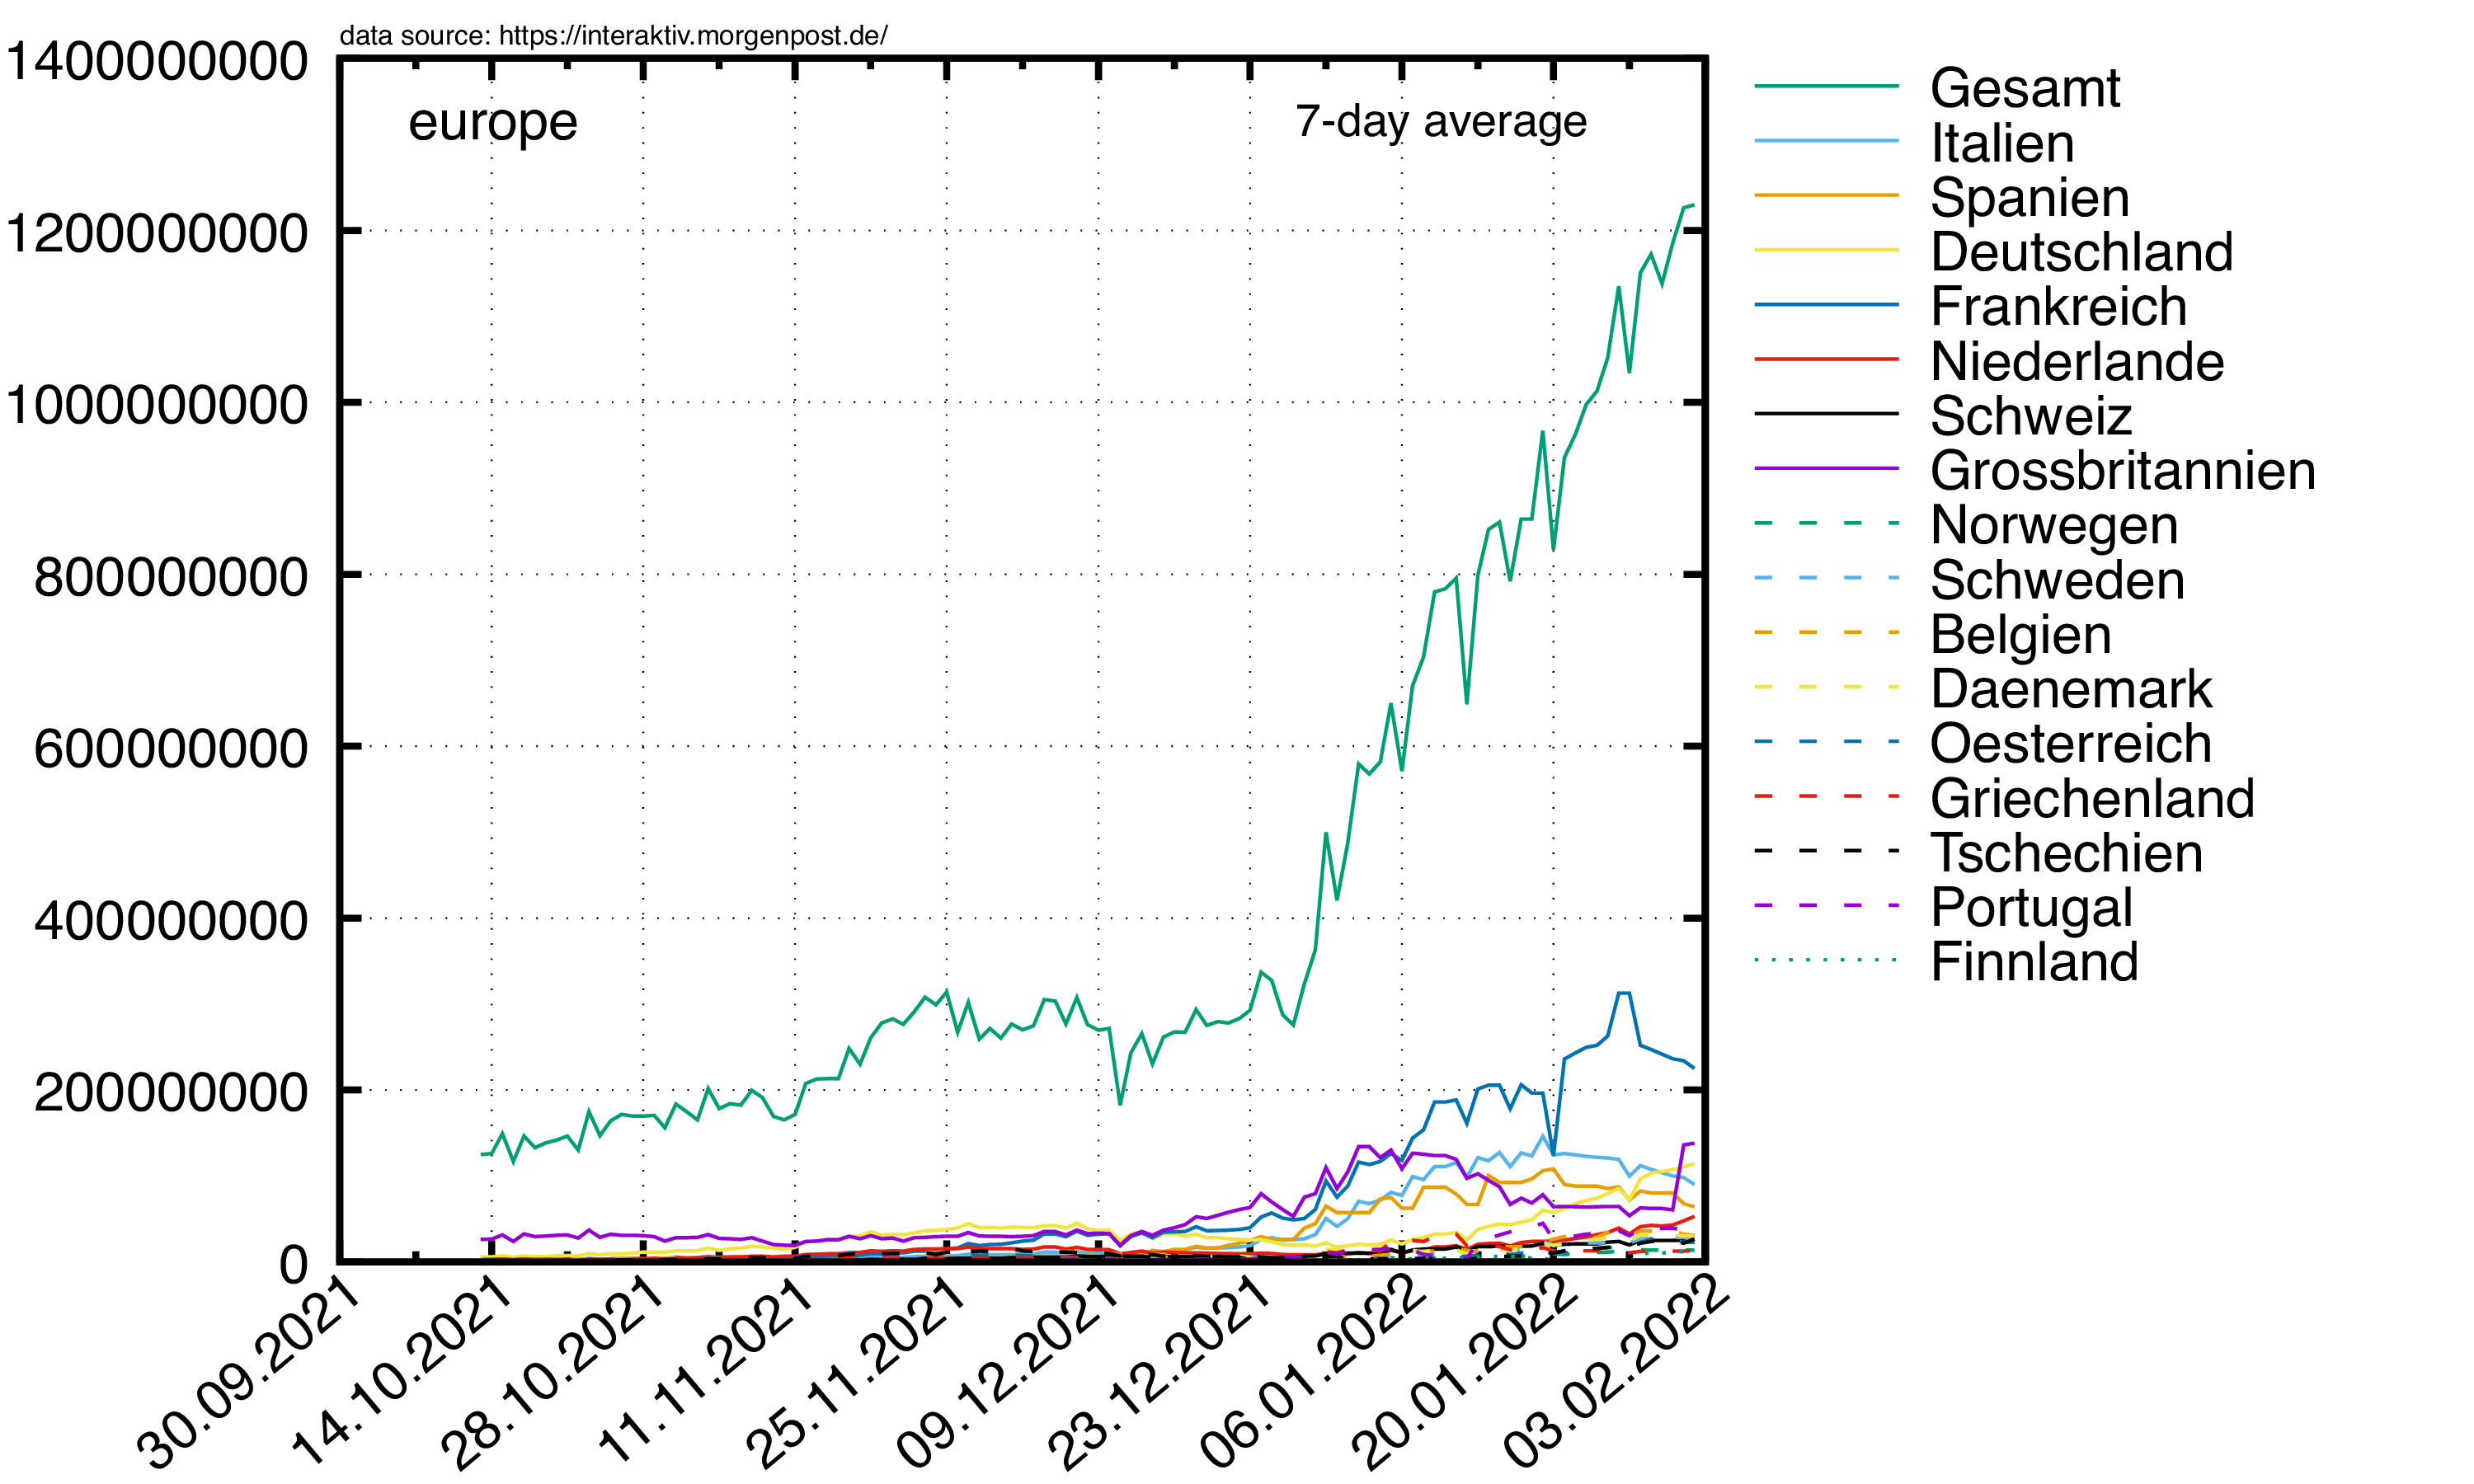 data source: https://interaktiv.morgenpost.de/
europe
7-day average
1400000000
1200000000
1000000000
800000000
600000000
400000000
200000000
0
30.09.2021
14.10.2021
28.10.2021
11.11.2021
25.11.2021
09.12.2021
23.12.2021
06.01.2022
20.01.2022
03.02.2022
Gesamt
Italien
Spanien
Deutschland
Frankreich
Niederlande
Schweiz
Grossbritannien
Norwegen
Schweden
Belgien
Daenemark
Oesterreich
Griechenland
Tschechien
Portugal
Finnland